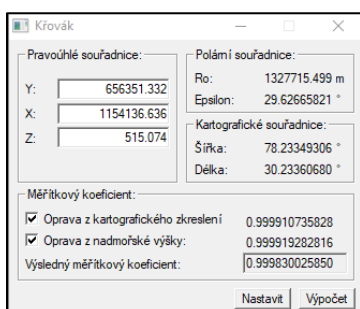 Křovák
Pravoúhlé souřadnice:
Y: 656351.332
X: 1154136.636
Z: 515.074
Polární souřadnice:
Ro: 1327715.499 m
Epsilon: 29.62665821 °
Kartografické souřadnice:
Šířka: 78.23349306 °
Délka: 30.23360680 °
Měřítkový koeficient:
Oprava z kartografického zkreslení 0.999910735828
Oprava z nadmořské výšky: 0.999919282816
Výsledný měřítkový koeficient: 0.999830025850
Nastavit Výpočet